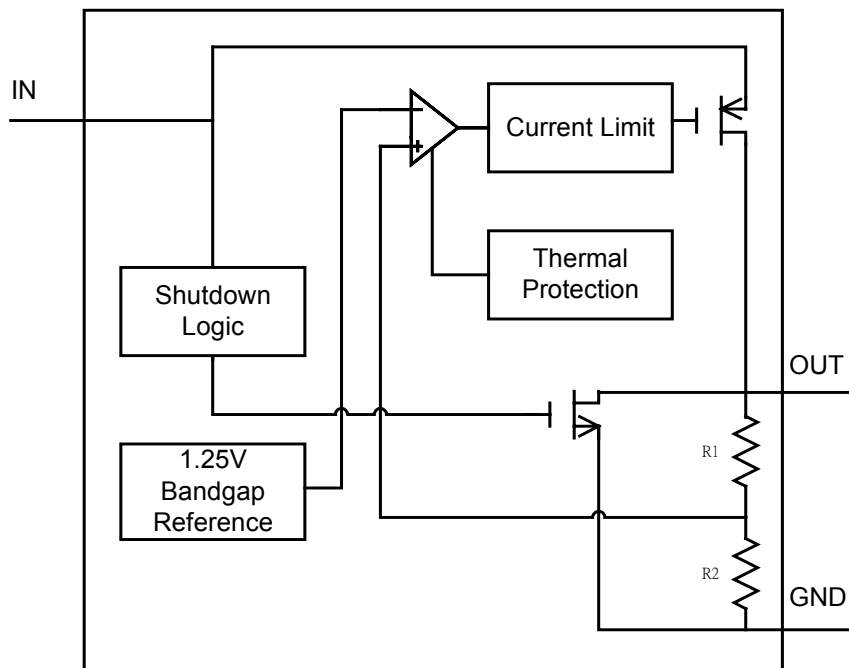 IN
Current Limit
Thermal
Protection
Shutdown
Logic
OUT
1.25V
Bandgap
Reference
R1
R2
GND